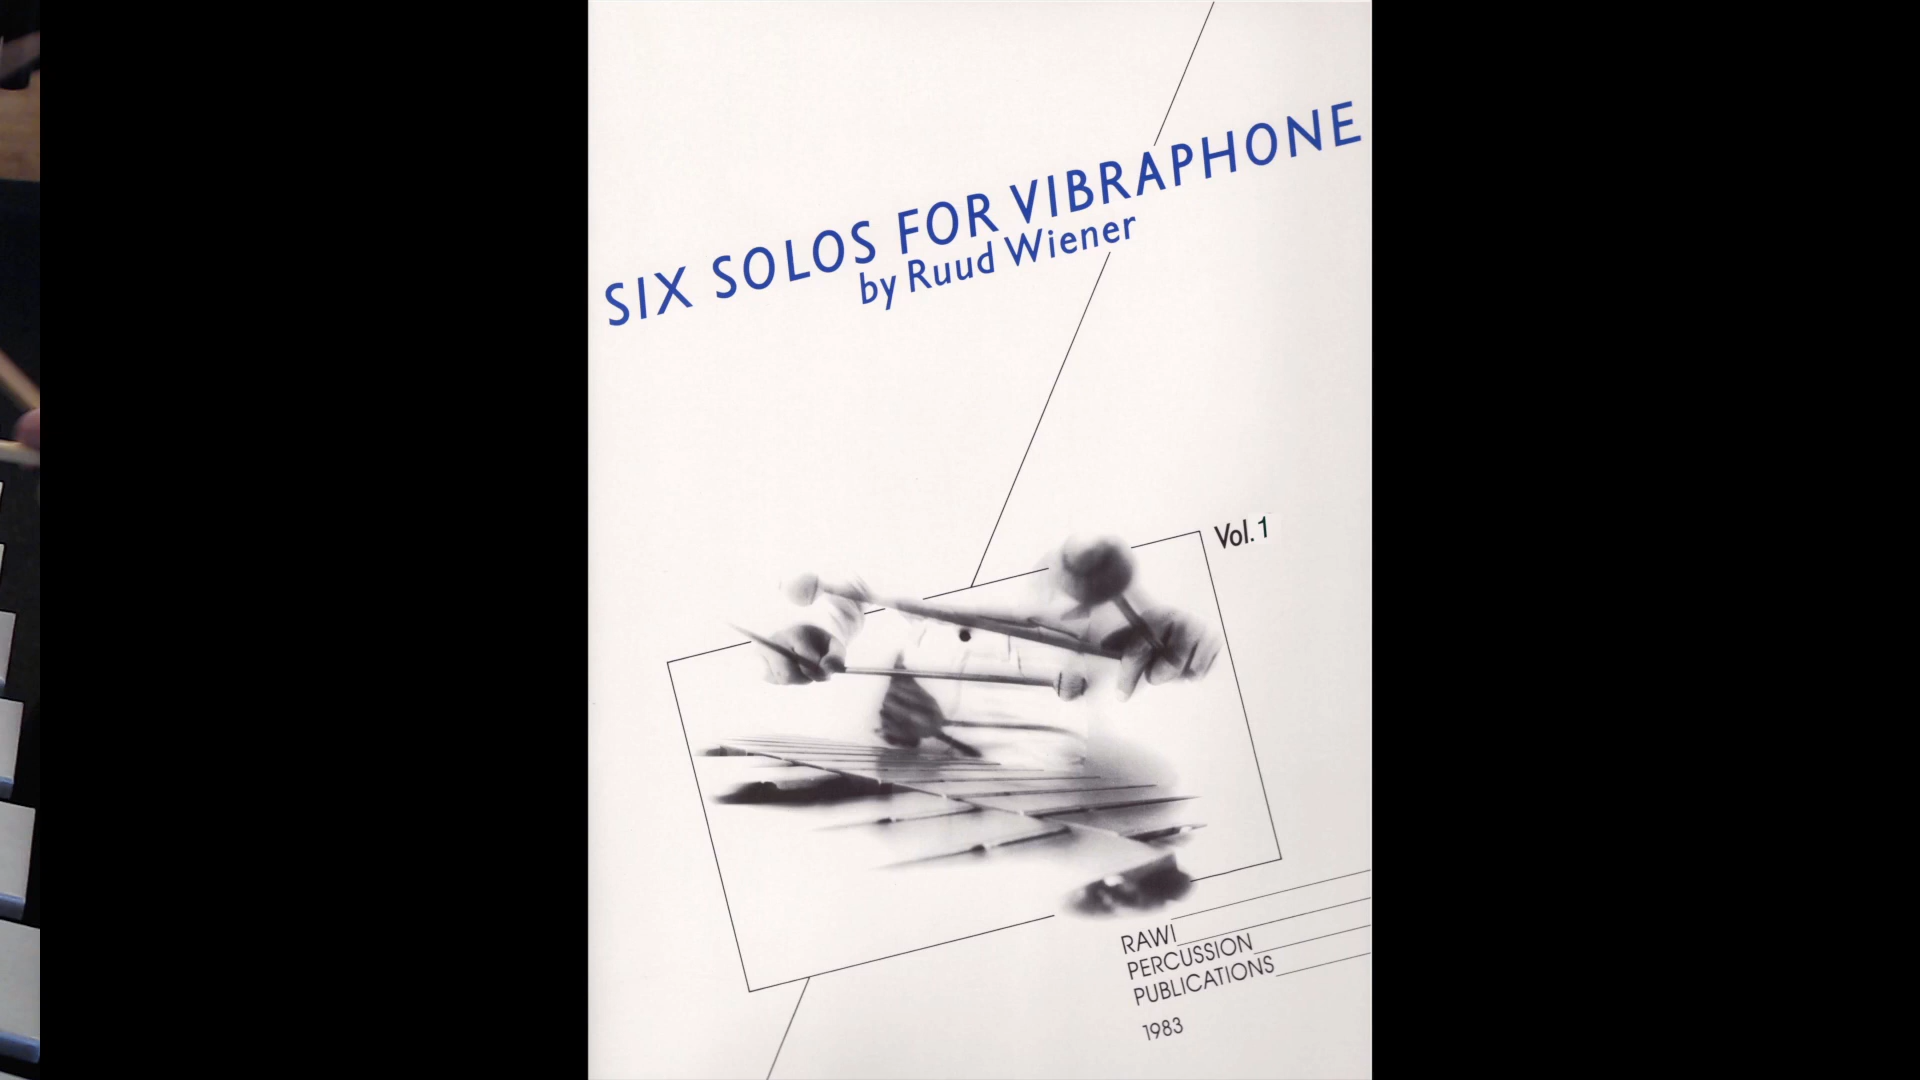 SIX SOLOS FOR VIBRAPHONE
by Ruud Wiener
Vol. 1
RAWI
PERCUSSION
PUBLICATIONS
1983